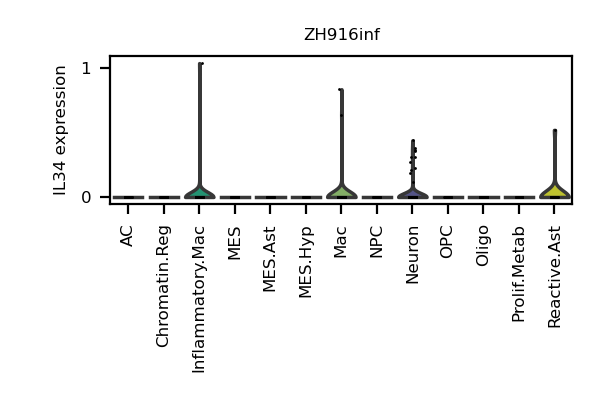 ZH916inf
IL34 expression
1
0
AC
Chromatin.Reg
Inflammatory.Mac
MES
MES.Ast
MES.Hyp
Mac
NPC
Neuron
OPC
Oligo
Prolif.Metab
Reactive.Ast